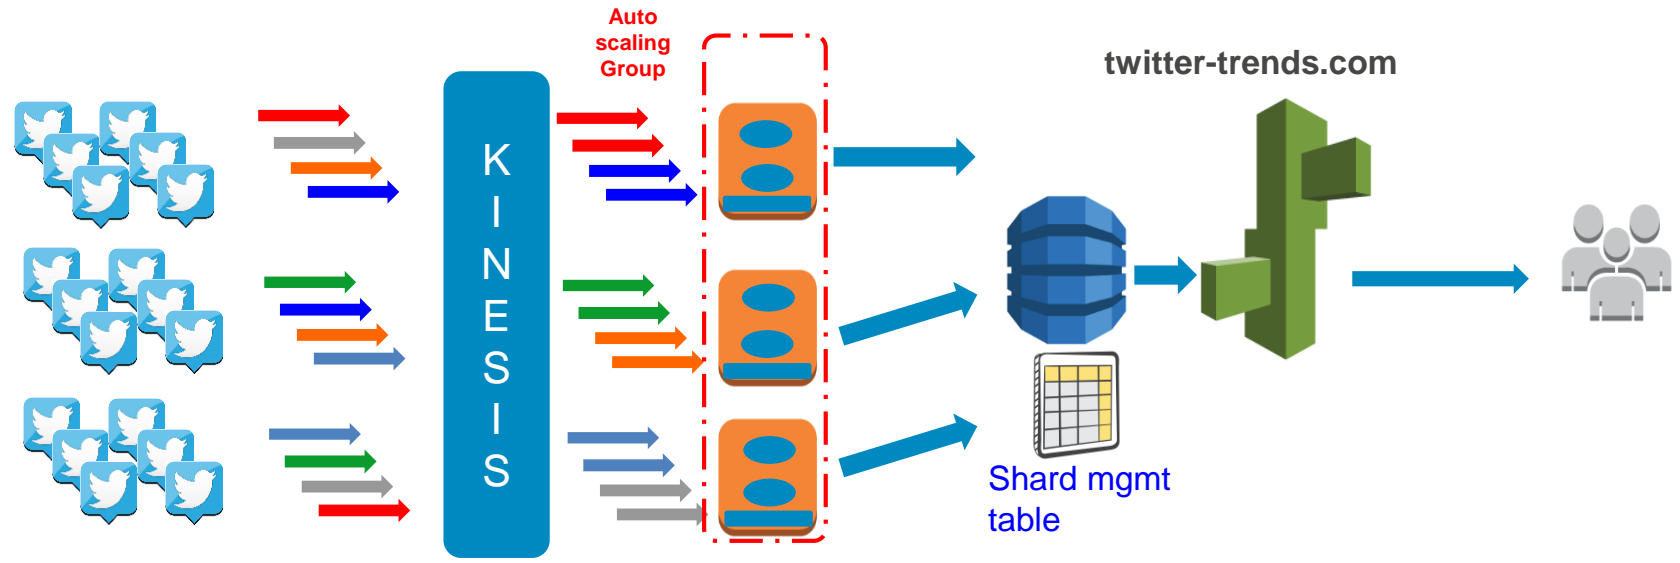 Auto
scaling
Group
twitter-trends.com
K
I
N
E
S
I
S
Shard mgmt
table